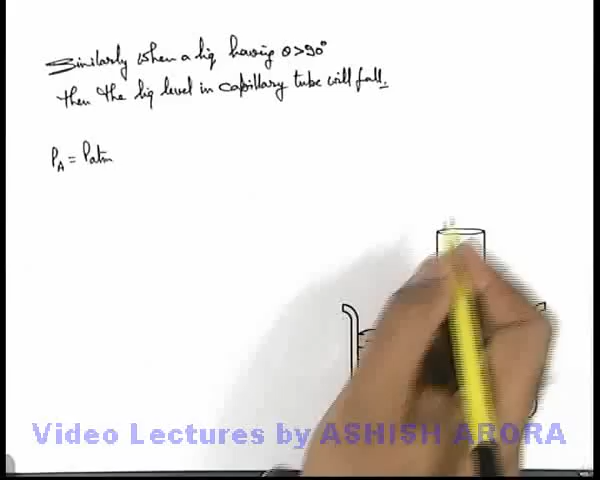 Similarly when a liq having θ > 90°
then the liq level in capillary tube will fall.
P_A = Patm
Video Lectures by ASHISH ARORA